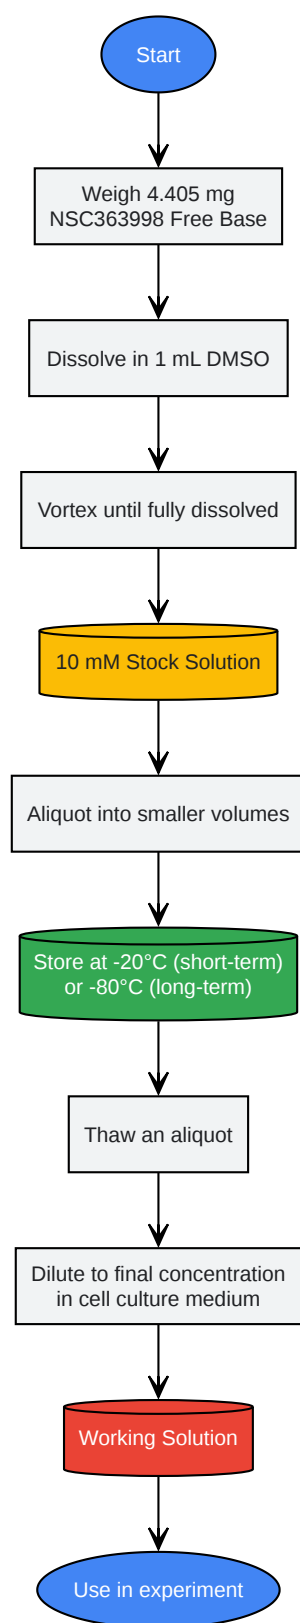 Start
Weigh 4.405 mg
NSC363998 Free Base
Dissolve in 1 mL DMSO
Vortex until fully dissolved
10 mM Stock Solution
Aliquot into smaller volumes
Store at -20°C (short-term)
or -80°C (long-term)
Thaw an aliquot
Dilute to final concentration
in cell culture medium
Working Solution
Use in experiment